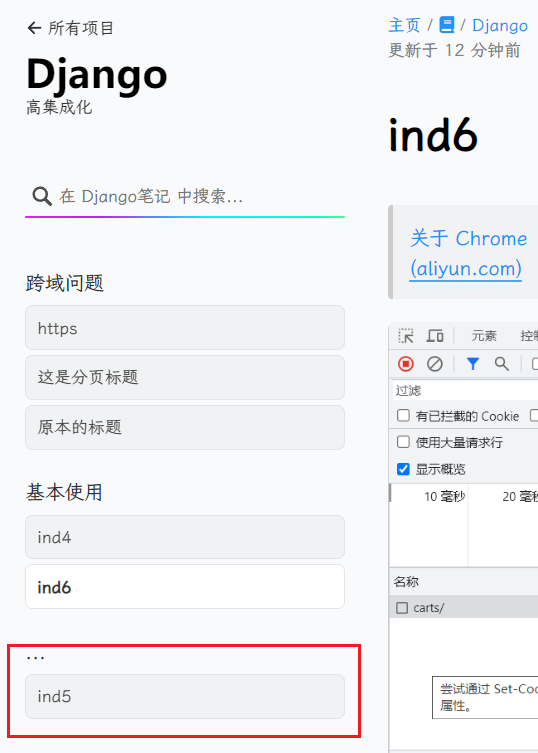 ← 所有项目
Django
高集成化
在 Django笔记 中搜索...
跨域问题
https
这是分页标题
原本的标题
基本使用
ind4
ind6
...
ind5
主页 / / Django
更新于 12 分钟前
ind6
关于 Chrome
(aliyun.com)
元素
过滤
有已拦截的 Cookie
使用大量请求行
显示概览
10 毫秒 20 毫
名称
carts/
尝试通过 Set-Coo
属性。